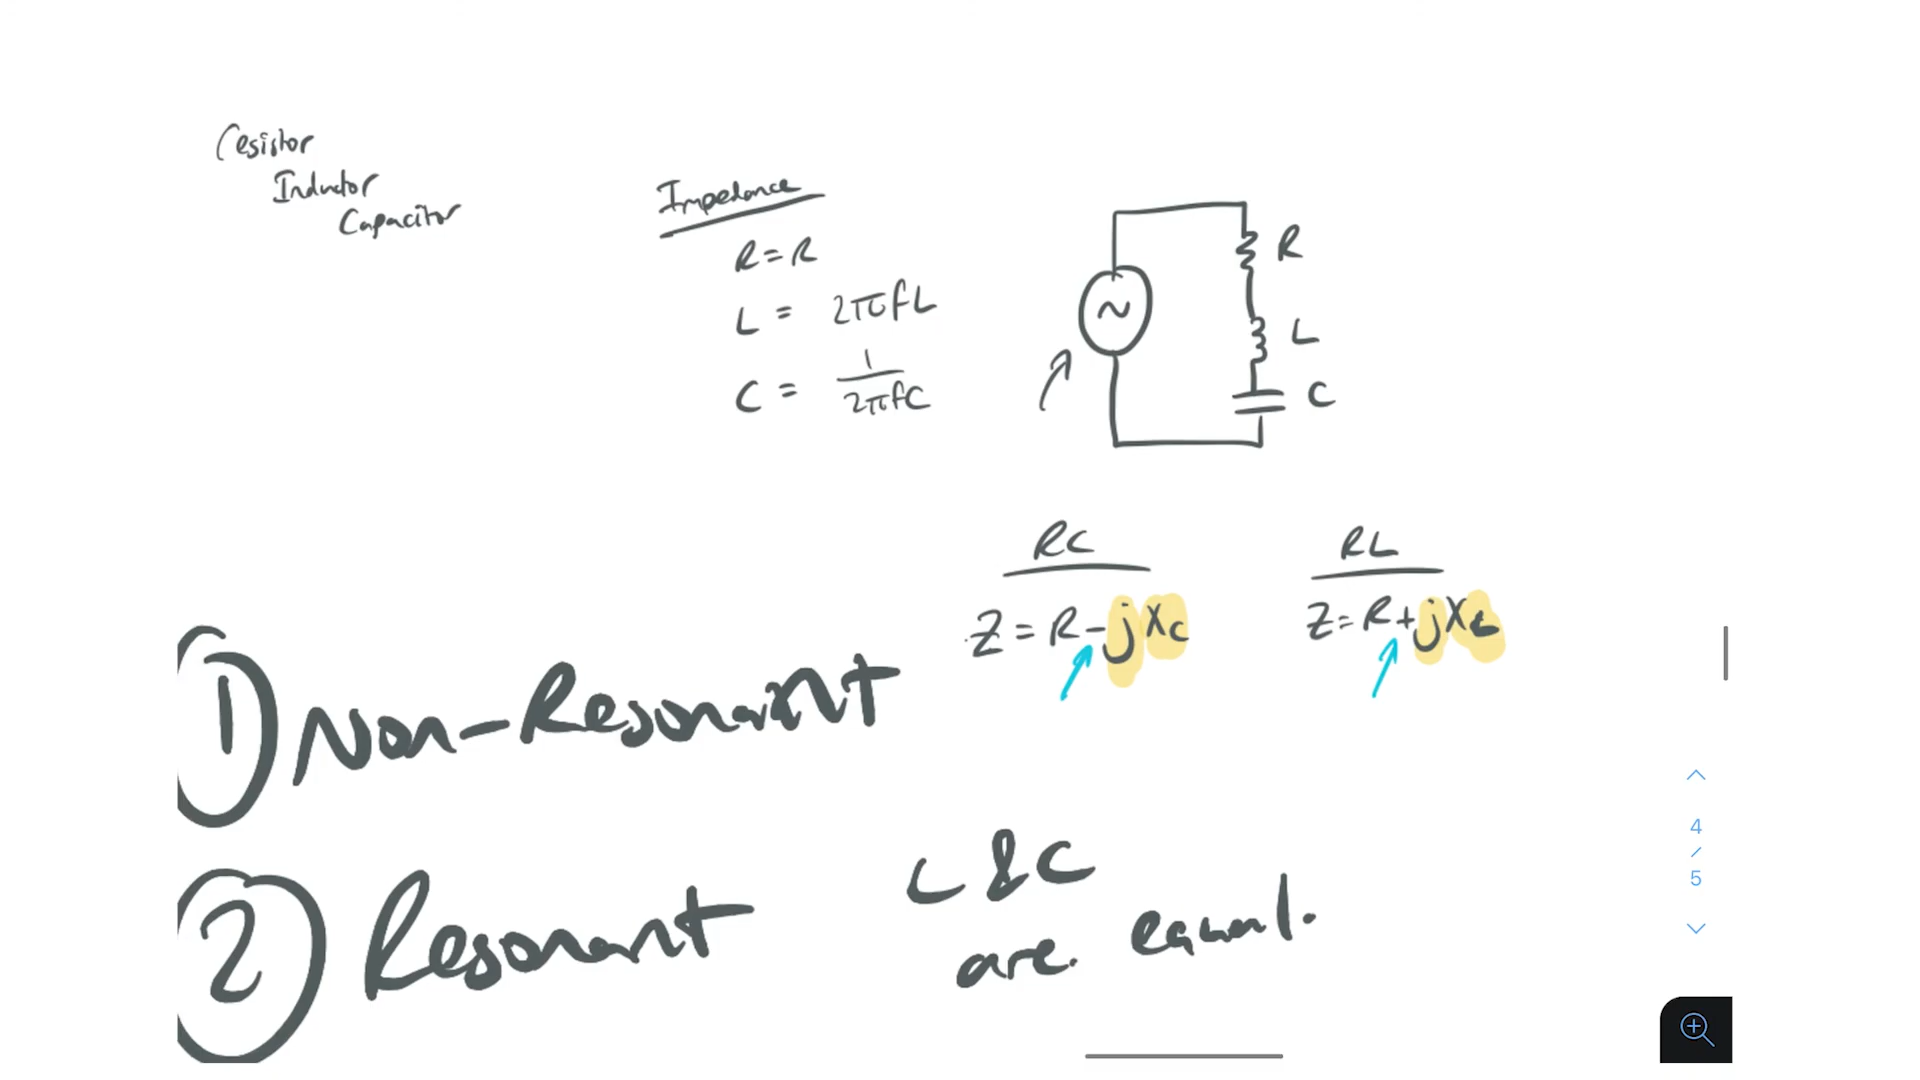 Resistor
Inductor
Capacitor
Impedance
R = R
L = 2πfL
C = 1/2πfC
~
R
L
C
RC
Z = R - jXc
RL
Z = R + jXL
1) Non-Resonant
2) Resonant
L & C
are equal.
4
/
5